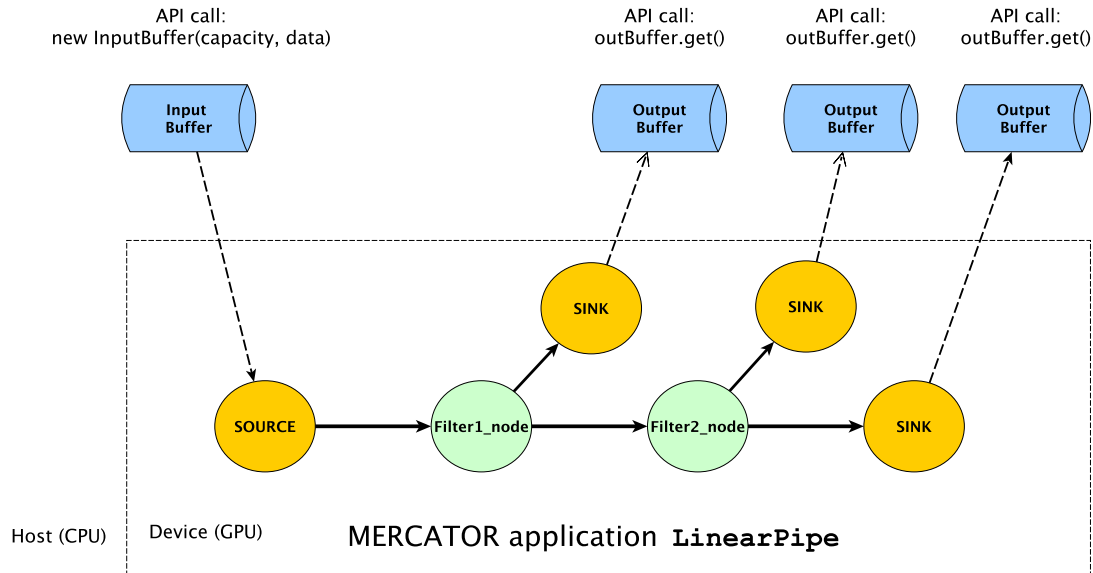 API call:
new InputBuffer(capacity, data)
API call:
outBuffer.get()
API call:
outBuffer.get()
API call:
outBuffer.get()
Input
Buffer
Output
Buffer
Output
Buffer
Output
Buffer
SINK
SINK
SOURCE
Filter1_node
Filter2_node
SINK
Host (CPU)
Device (GPU)
MERCATOR application LinearPipe